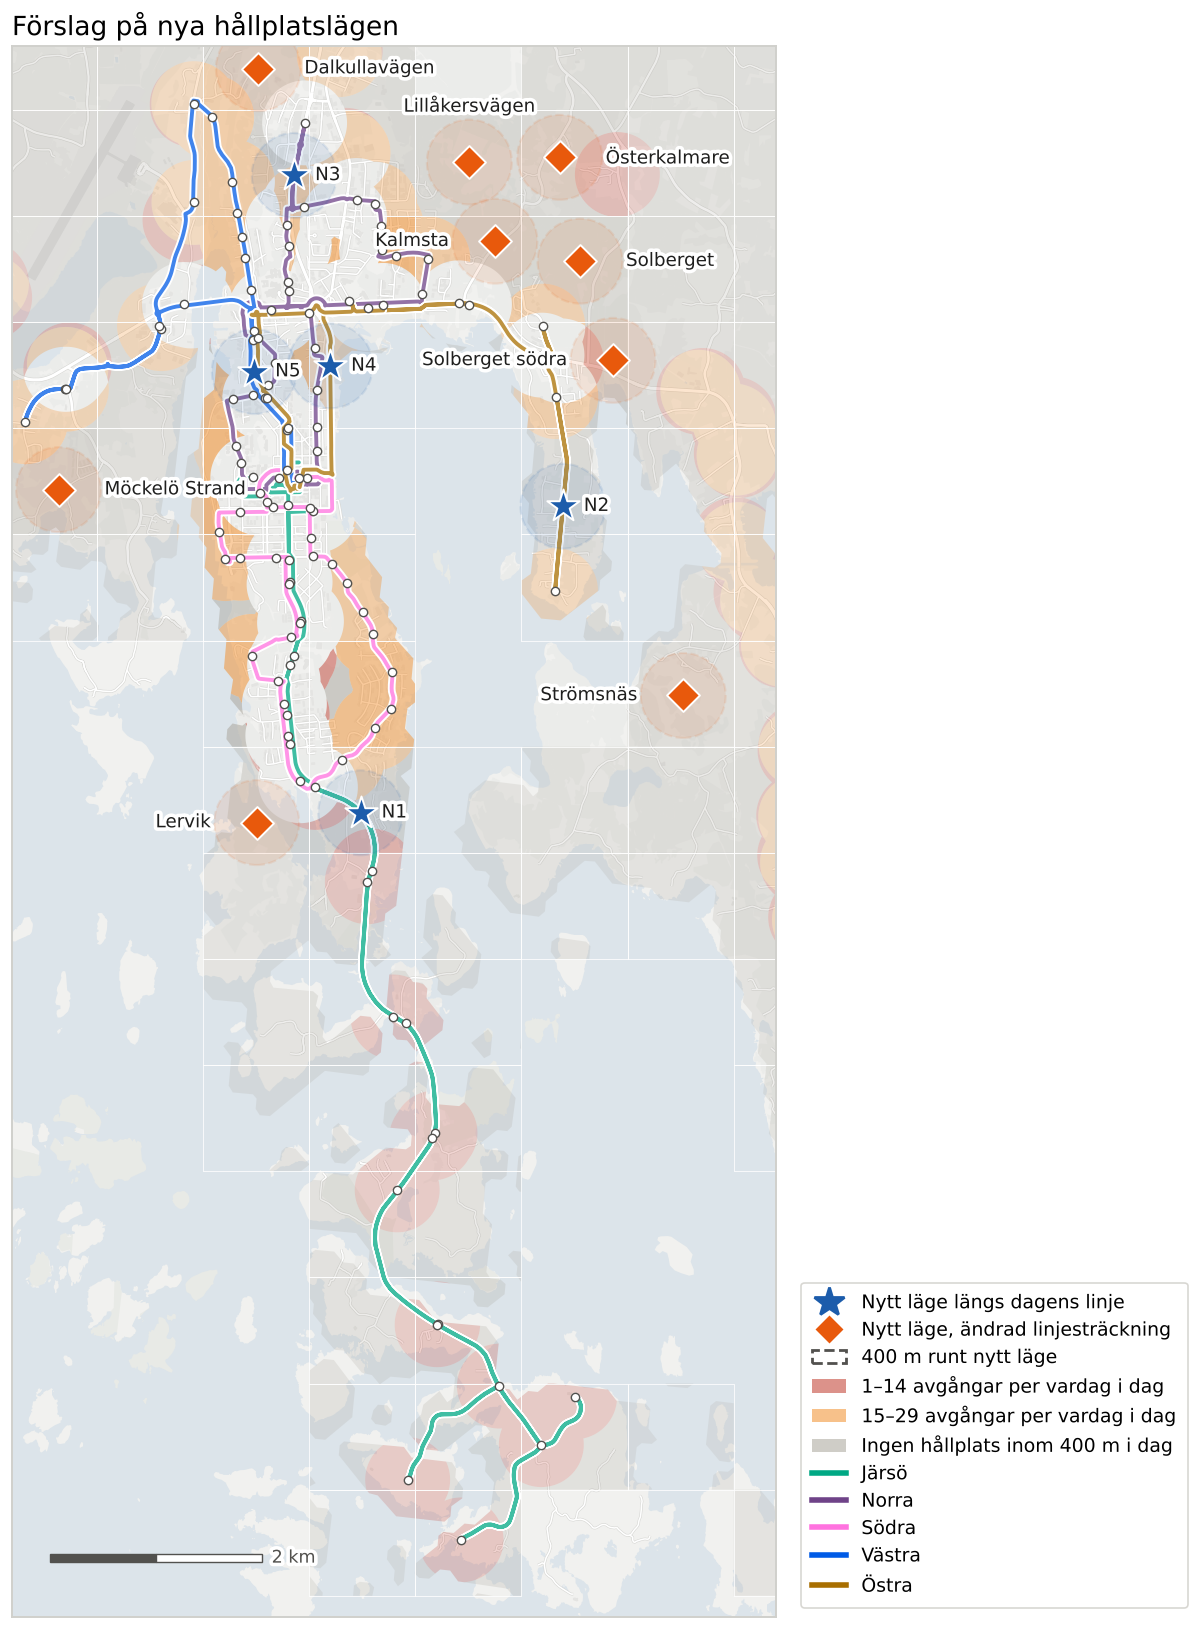 Förslag på nya hållplatslägen
Dalkullavägen
Lillåkersvägen
Österkalmare
N3
Kalmsta
Solberget
Solberget södra
N4
N5
Möckelö Strand
N2
Strömsnäs
N1
Lervik
Nytt läge längs dagens linje
Nytt läge, ändrad linjesträckning
400 m runt nytt läge
1–14 avgångar per vardag i dag
15–29 avgångar per vardag i dag
Ingen hållplats inom 400 m i dag
Järsö
Norra
Södra
Västra
Östra
2 km